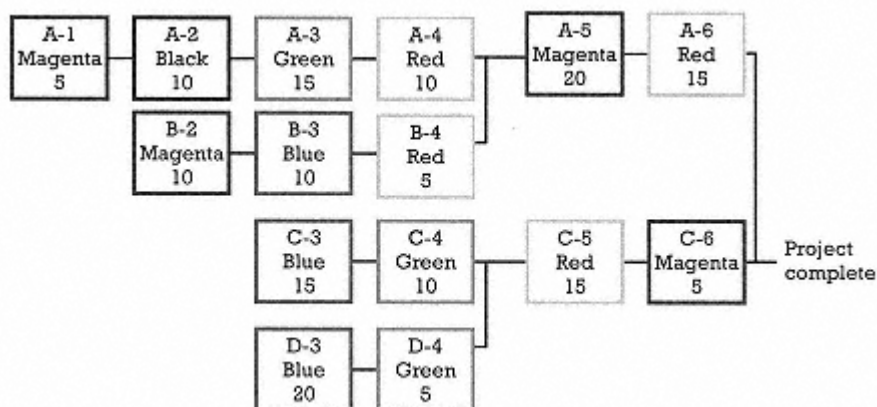 A-1
Magenta
5
A-2
Black
10
A-3
Green
15
A-4
Red
10
A-5
Magenta
20
A-6
Red
15
B-2
Magenta
10
B-3
Blue
10
B-4
Red
5
C-3
Blue
15
C-4
Green
10
C-5
Red
15
C-6
Magenta
5
Project
complete
D-3
Blue
20
D-4
Green
5